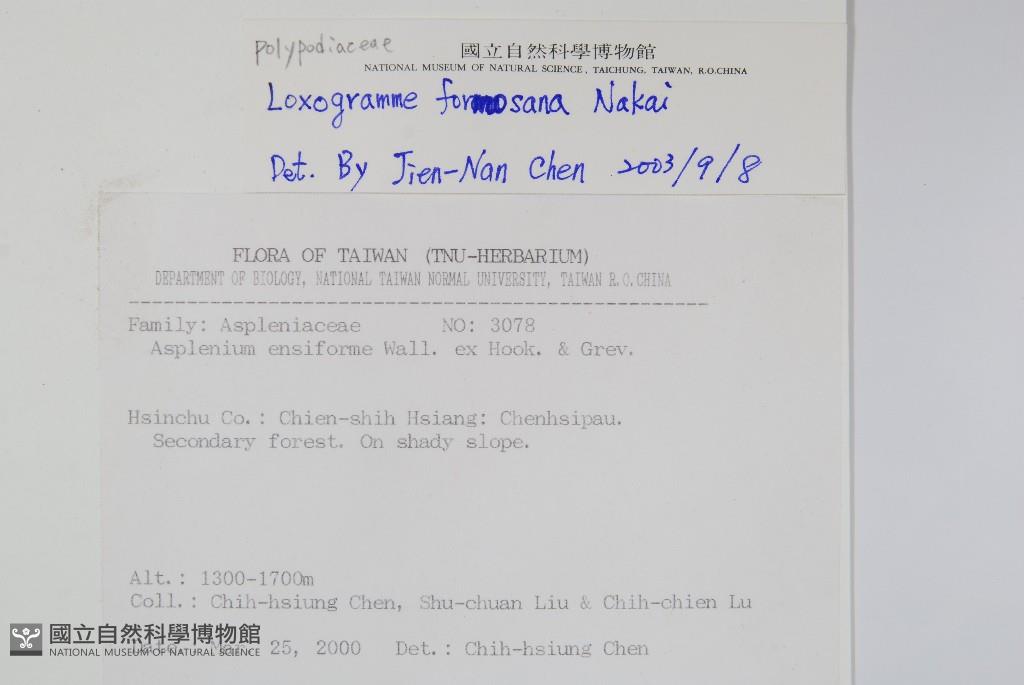 polypodiaceae
國立自然科學博物館
NATIONAL MUSEUM OF NATURAL SCIENCE, TAICHUNG, TAIWAN, R.O.CHINA
Loxogramme formosana Nakai
Det. By Jien-Nan Chen 2003/9/8
FLORA OF TAIWAN (TNU-HERBARIUM)
DEPARTMENT OF BIOLOGY, NATIONAL TAIWAN NORMAL UNIVERSITY, TAIWAN R.O.CHINA
Family: Aspleniaceae NO: 3078
Asplenium ensiforme Wall. ex Hook. & Grev.
Hsinchu Co.: Chien-shih Hsiang: Chenhsipau.
Secondary forest. On shady slope.
Alt.: 1300-1700m
Coll.: Chih-hsiung Chen, Shu-chuan Liu & Chih-chien Lu
25, 2000 Det.: Chih-hsiung Chen
國立自然科學博物館
NATIONAL MUSEUM OF NATURAL SCIENCE